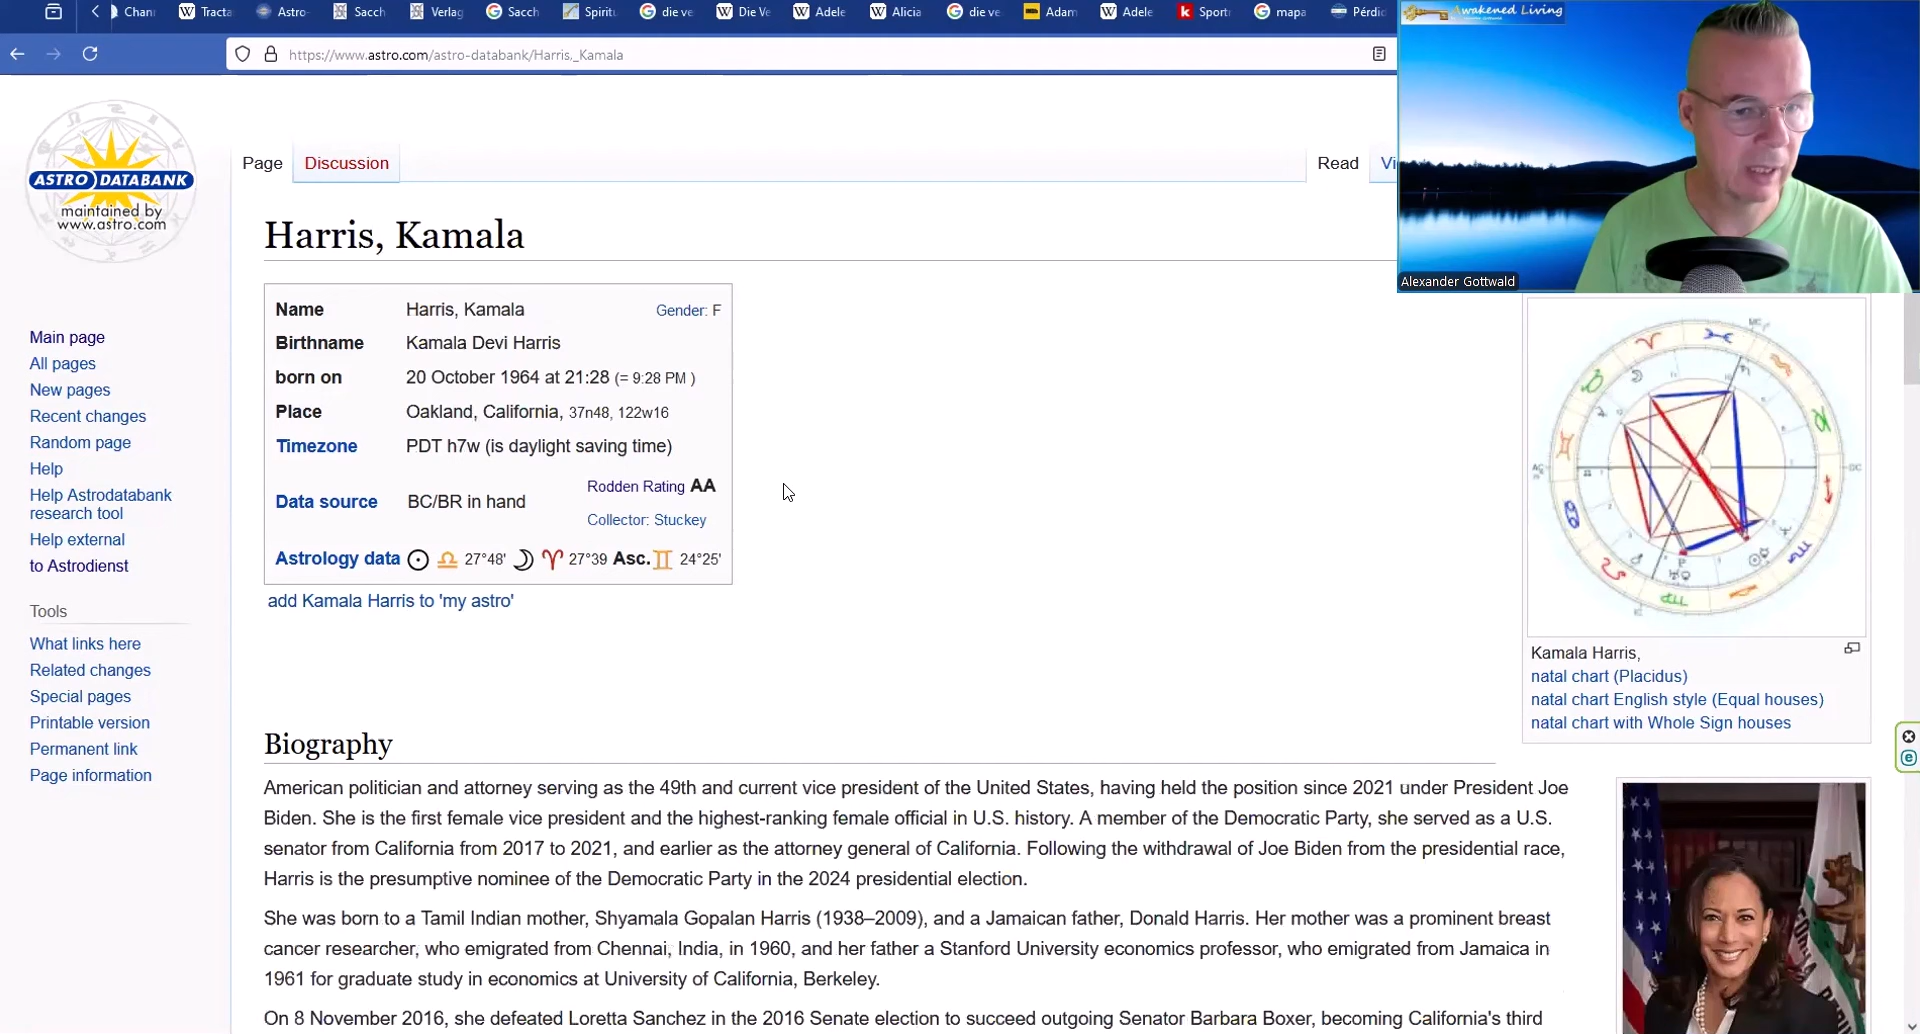 Chann
Tracta
Astro-
Sacch
Verlag
Sacch
Spiritu
die ve
Die Ve
Adele
Alicia
die ve
Adam
Adele
Sport
mapa
Pérdid
https://www.astro.com/astro-databank/Harris,_Kamala
Awakened Living
Alexander Gottwald
ASTRO DATABANK
maintained by
www.astro.com
Page
Discussion
Read
Vi
Harris, Kamala
Name Harris, Kamala Gender: F
Birthname Kamala Devi Harris
born on 20 October 1964 at 21:28 (= 9:28 PM )
Place Oakland, California, 37n48, 122w16
Timezone PDT h7w (is daylight saving time)
Data source BC/BR in hand Rodden Rating AA
Collector: Stuckey
Astrology data 27°48' 27°39 Asc. 24°25'
add Kamala Harris to 'my astro'
Main page
All pages
New pages
Recent changes
Random page
Help
Help Astrodatabank
research tool
Help external
to Astrodienst
Tools
What links here
Related changes
Special pages
Printable version
Permanent link
Page information
Kamala Harris,
natal chart (Placidus)
natal chart English style (Equal houses)
natal chart with Whole Sign houses
Biography
American politician and attorney serving as the 49th and current vice president of the United States, having held the position since 2021 under President Joe
Biden. She is the first female vice president and the highest-ranking female official in U.S. history. A member of the Democratic Party, she served as a U.S.
senator from California from 2017 to 2021, and earlier as the attorney general of California. Following the withdrawal of Joe Biden from the presidential race,
Harris is the presumptive nominee of the Democratic Party in the 2024 presidential election.
She was born to a Tamil Indian mother, Shyamala Gopalan Harris (1938–2009), and a Jamaican father, Donald Harris. Her mother was a prominent breast
cancer researcher, who emigrated from Chennai, India, in 1960, and her father a Stanford University economics professor, who emigrated from Jamaica in
1961 for graduate study in economics at University of California, Berkeley.
On 8 November 2016, she defeated Loretta Sanchez in the 2016 Senate election to succeed outgoing Senator Barbara Boxer, becoming California's third